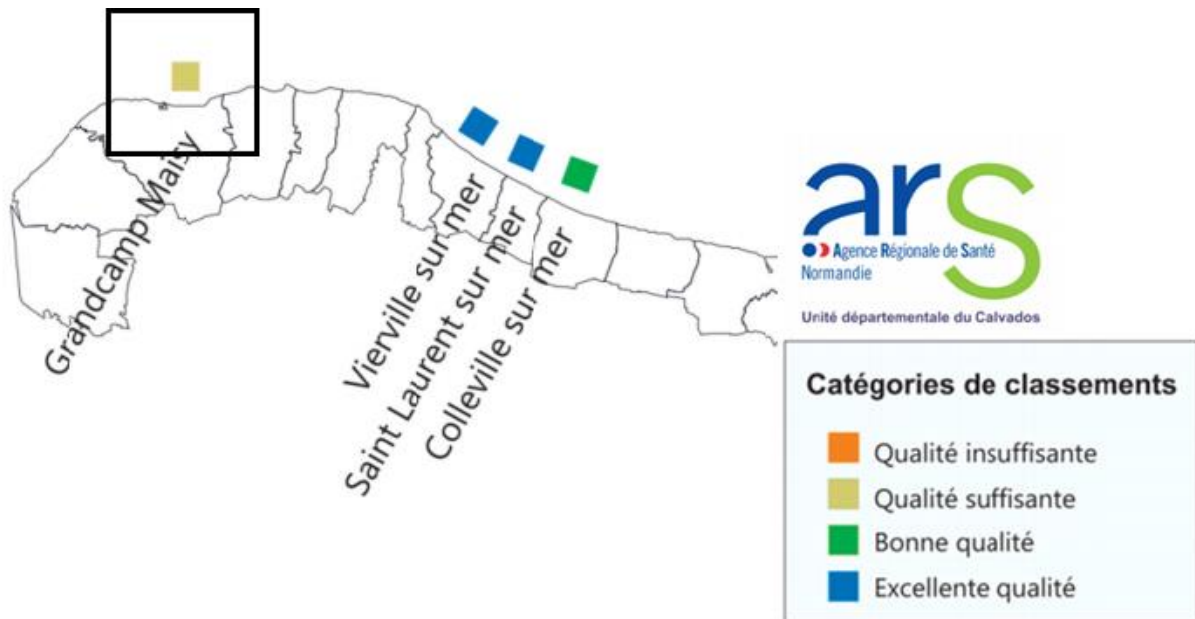 Grandcamp Maisy
Vierville sur mer
Saint Laurent sur mer
Colleville sur mer
ars
Agence Régionale de Santé
Normandie
Unité départementale du Calvados
Catégories de classements
Qualité insuffisante
Qualité suffisante
Bonne qualité
Excellente qualité